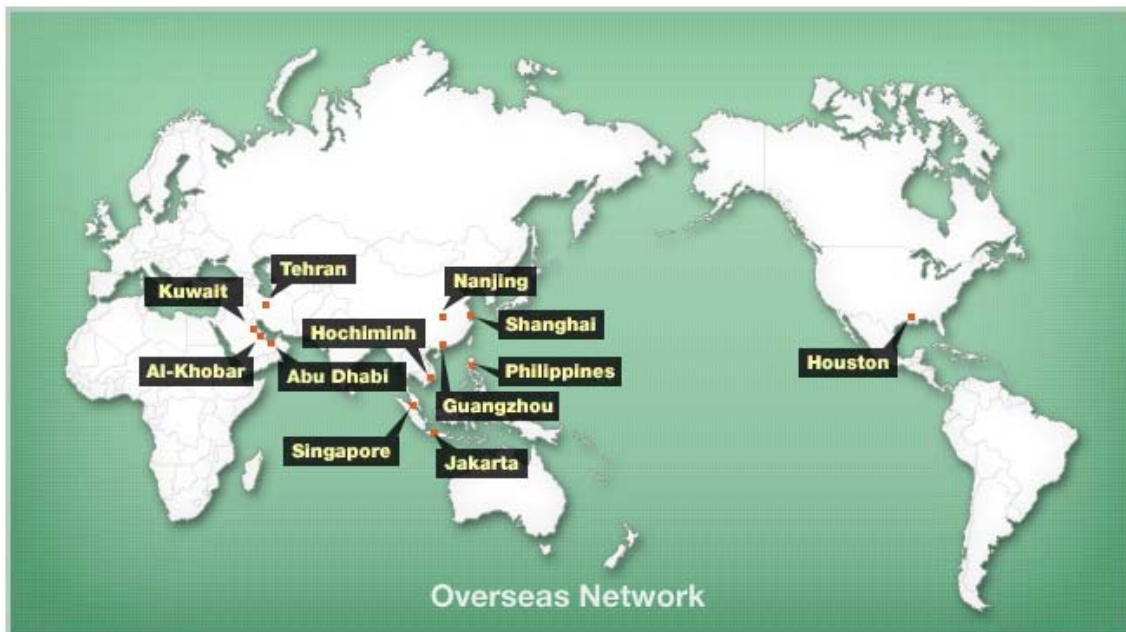 Tehran
Nanjing
Kuwait
Hochiminh
Shanghai
Houston
Al-Khobar
Abu Dhabi
Philippines
Guangzhou
Singapore
Jakarta
Overseas Network